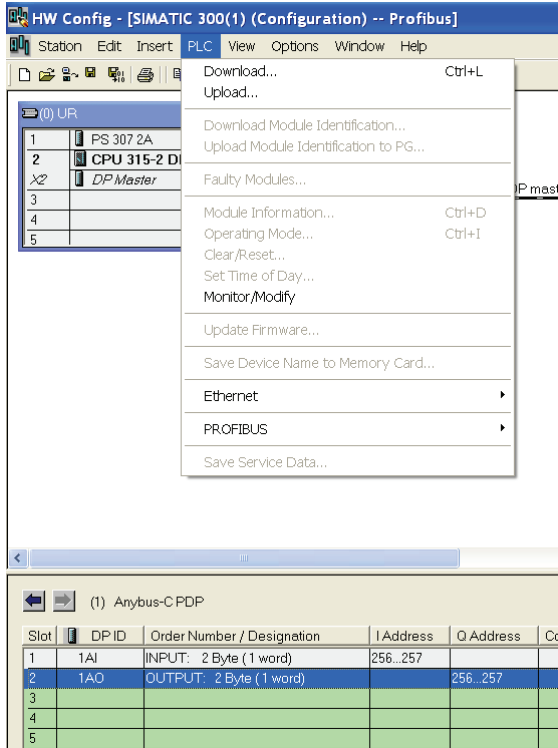 HW Config - [SIMATIC 300(1) (Configuration) -- Profibus]
Station Edit Insert PLC View Options Window Help
Download... Ctrl+L
Upload...
Download Module Identification...
Upload Module Identification to PG...
Faulty Modules...
Module Information... Ctrl+D
Operating Mode... Ctrl+I
Clear/Reset...
Set Time of Day...
Monitor/Modify
Update Firmware...
Save Device Name to Memory Card...
Ethernet
PROFIBUS
Save Service Data...
(0) UR
1 PS 307 2A
2 CPU 315-2 D
X2 DP Master
3
4
5
P mast
(1) Anybus-C PDP
Slot DP ID Order Number / Designation I Address Q Address Co
1 1AI INPUT: 2 Byte (1 word) 256...257
2 1AO OUTPUT: 2 Byte (1 word) 256...257
3
4
5